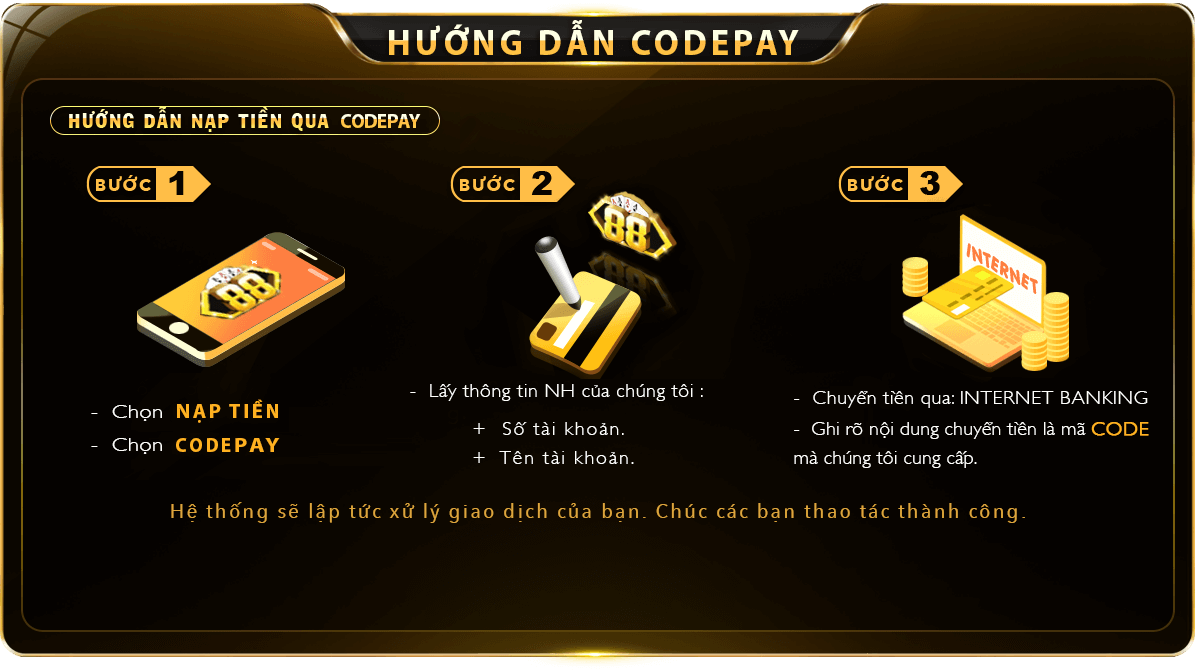 HƯỚNG DẪN CODEPAY
HƯỚNG DẪN NẠP TIỀN QUA CODEPAY
BƯỚC 1
88
- Chọn NẠP TIỀN
- Chọn CODEPAY
BƯỚC 2
88
- Lấy thông tin NH của chúng tôi :
+ Số tài khoản.
+ Tên tài khoản.
BƯỚC 3
INTERNET
- Chuyển tiền qua: INTERNET BANKING
- Ghi rõ nội dung chuyển tiền là mã CODE
mà chúng tôi cung cấp.
Hệ thống sẽ lập tức xử lý giao dịch của bạn. Chúc các bạn thao tác thành công.